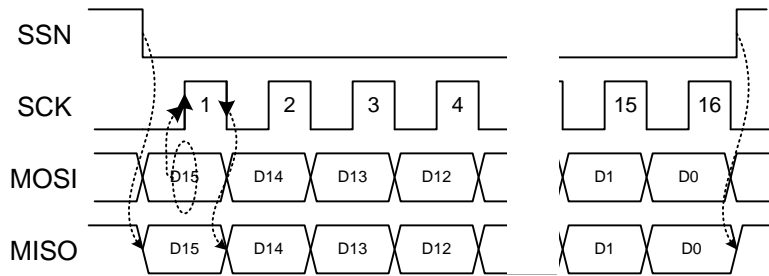 SSN
SCK 1 2 3 4 15 16
MOSI D15 D14 D13 D12 D1 D0
MISO D15 D14 D13 D12 D1 D0